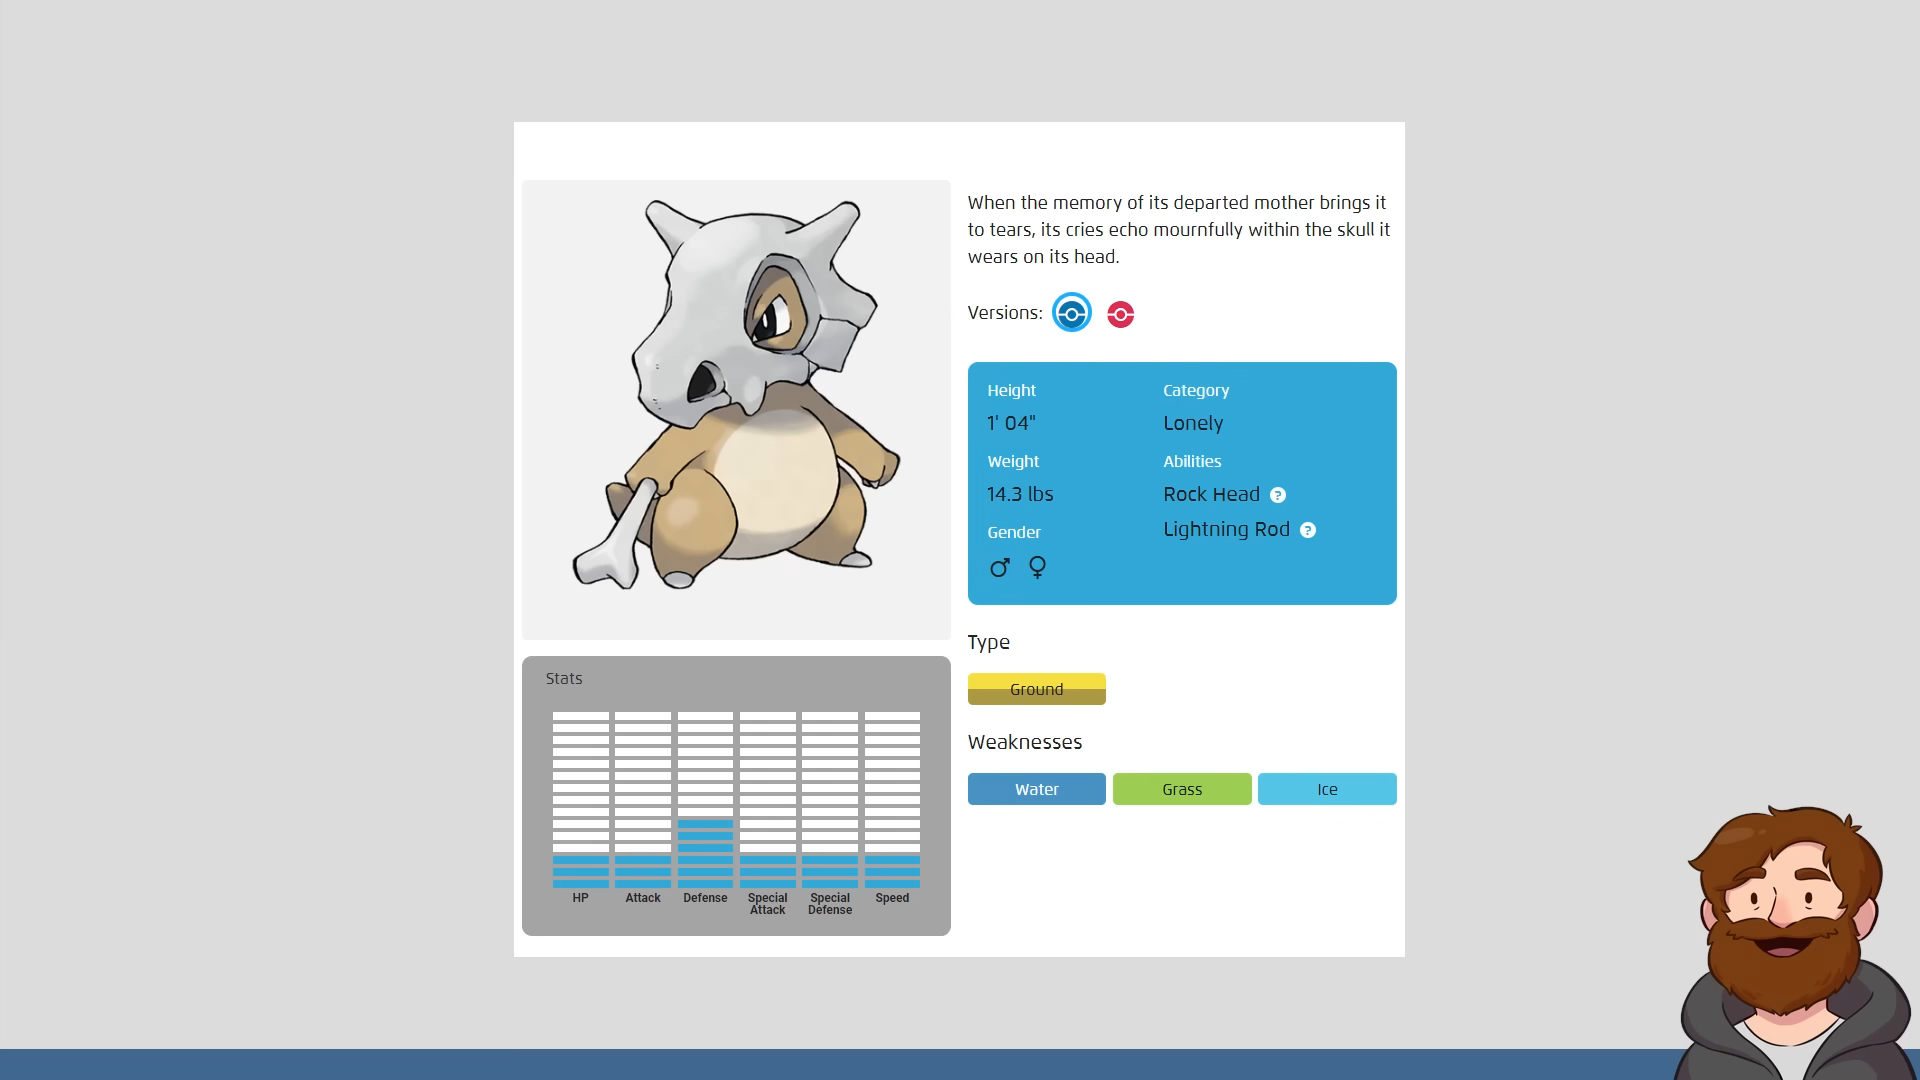 When the memory of its departed mother brings it
to tears, its cries echo mournfully within the skull it
wears on its head.
Versions:
Height
1' 04"
Weight
14.3 lbs
Gender
Category
Lonely
Abilities
Rock Head ?
Lightning Rod ?
Type
Ground
Weaknesses
Water Grass Ice
Stats
HP Attack Defense Special Attack Special Defense Speed